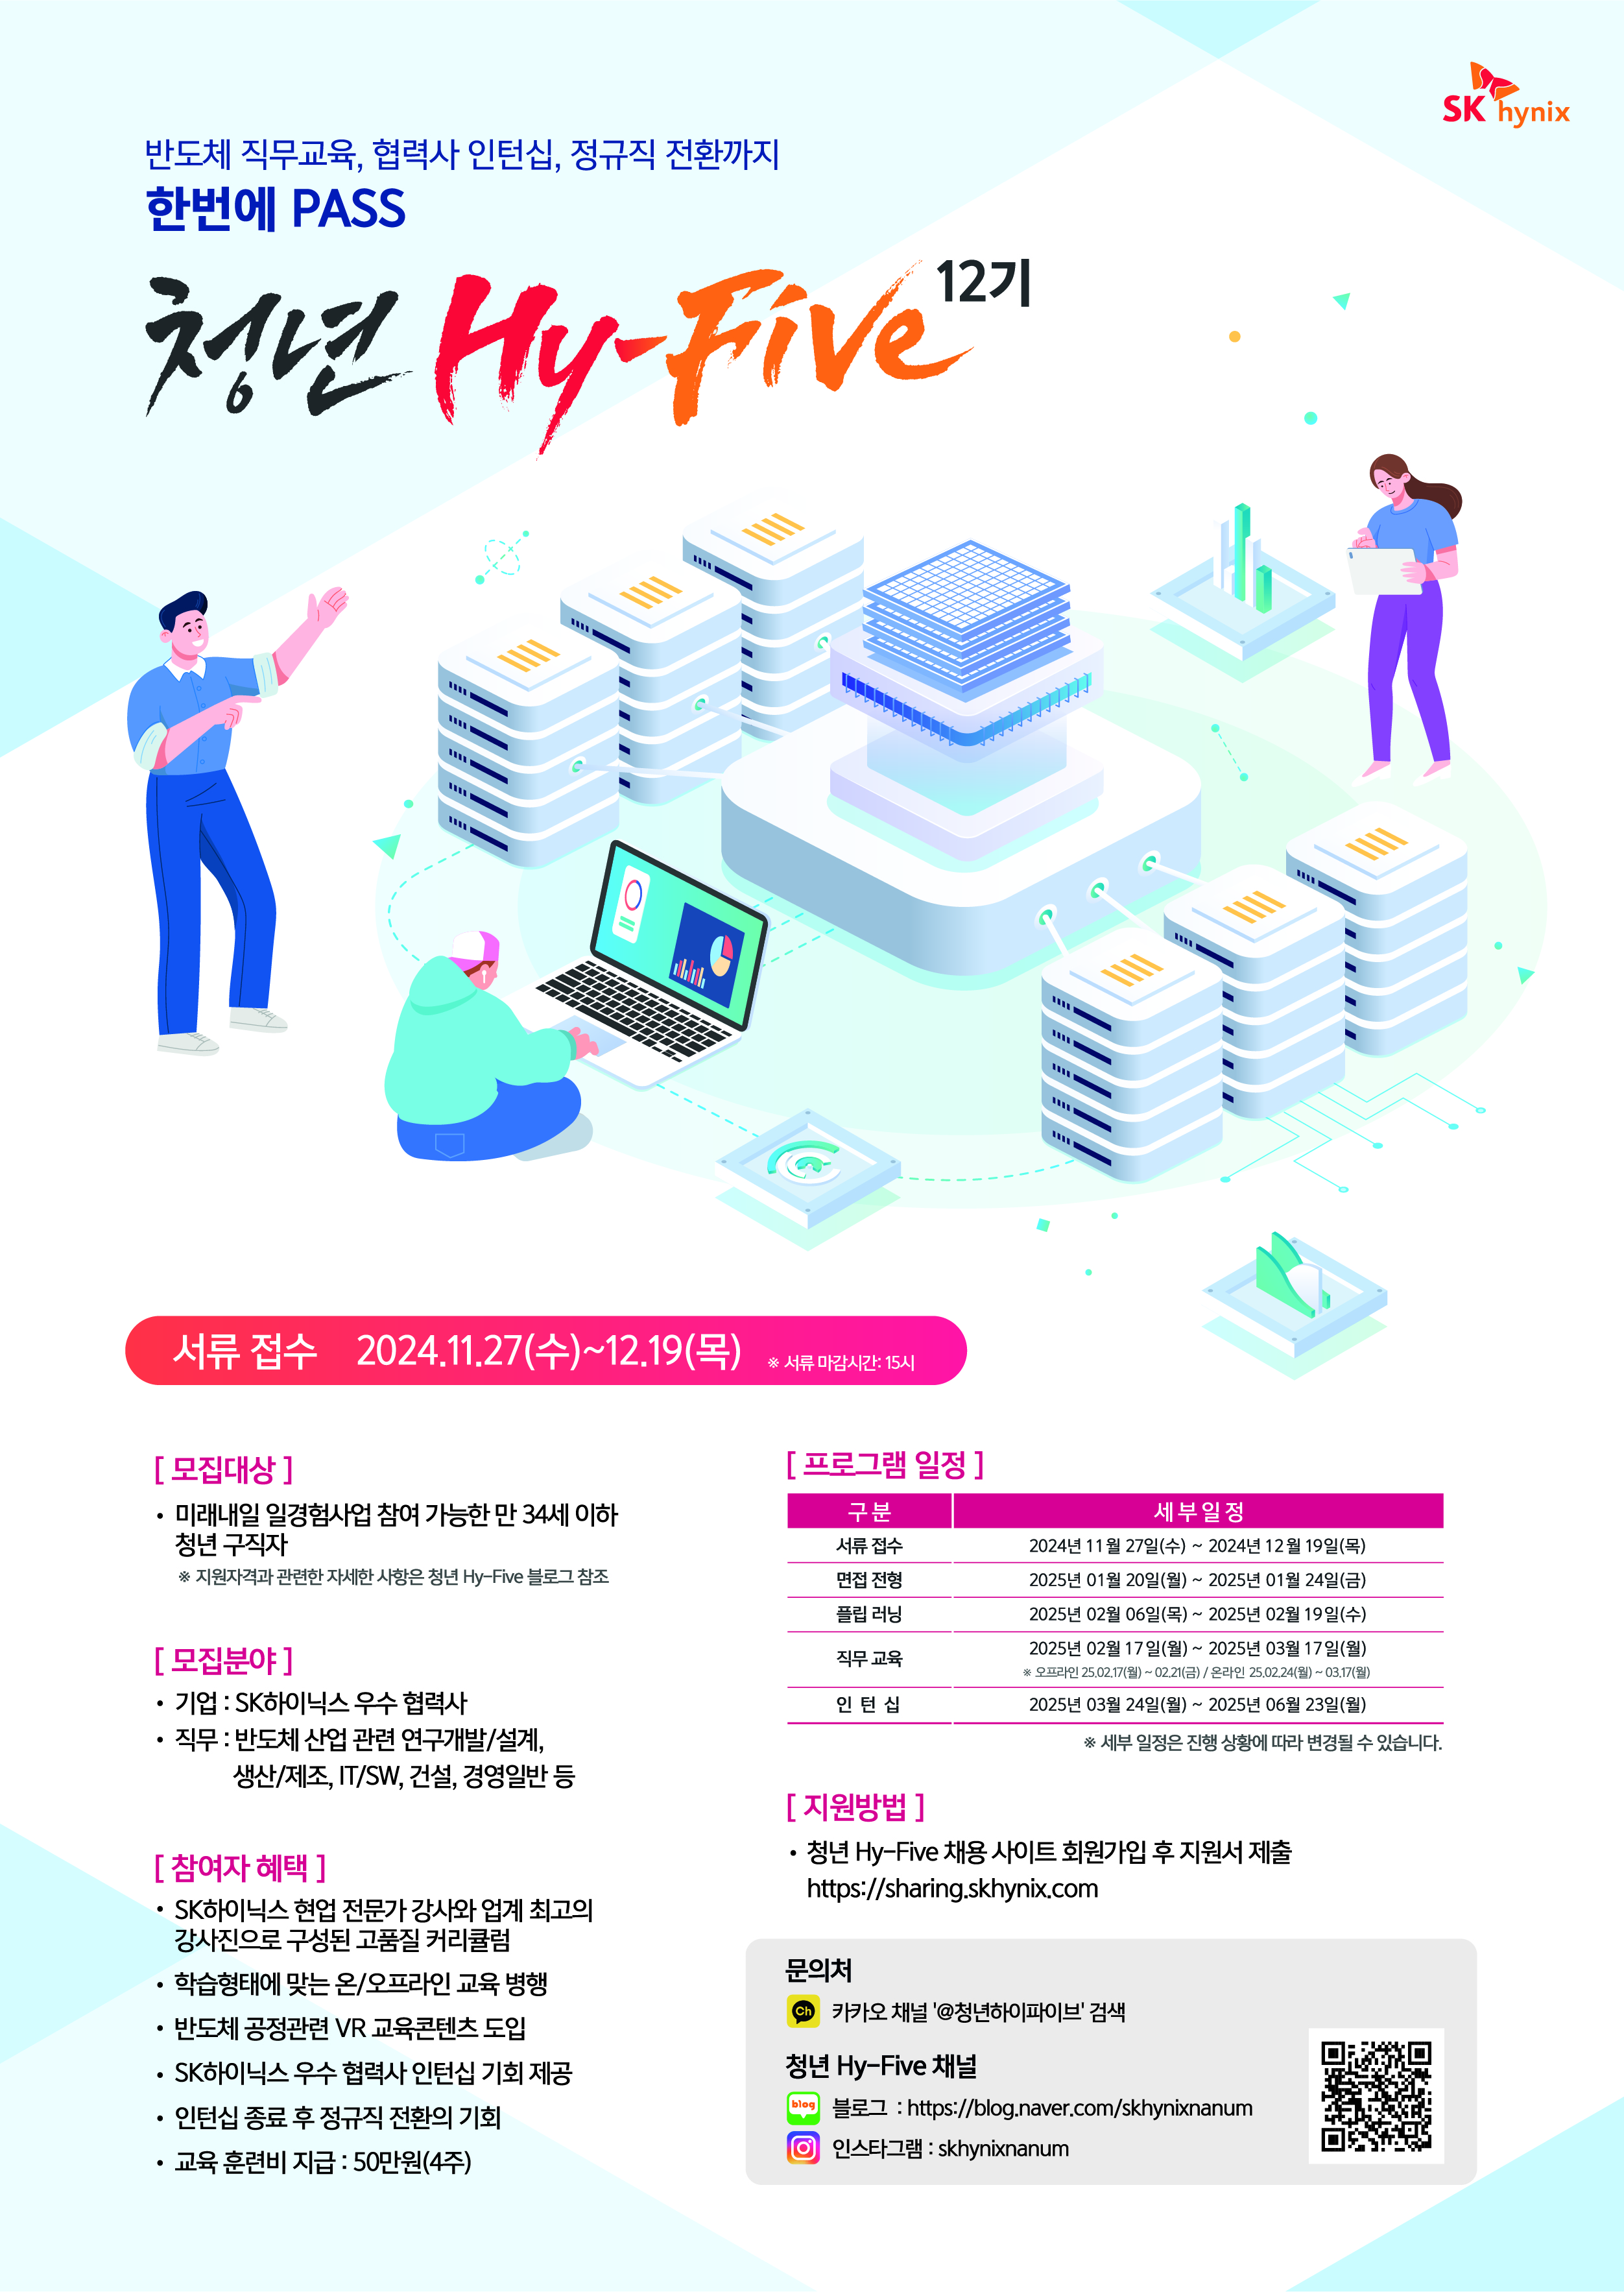 SK hynix
반도체 직무교육, 협력사 인턴십, 정규직 전환까지
한번에 PASS
청년 Hy-Five 12기
서류 접수 2024.11.27(수)~12.19(목) ※ 서류 마감시간: 15시
[ 모집대상 ]
• 미래내일 일경험사업 참여 가능한 만 34세 이하
청년 구직자
※ 지원자격과 관련한 자세한 사항은 청년 Hy-Five 블로그 참조
[ 모집분야 ]
• 기업 : SK하이닉스 우수 협력사
• 직무 : 반도체 산업 관련 연구개발/설계,
생산/제조, IT/SW, 건설, 경영일반 등
[ 참여자 혜택 ]
• SK하이닉스 현업 전문가 강사와 업계 최고의
강사진으로 구성된 고품질 커리큘럼
• 학습형태에 맞는 온/오프라인 교육 병행
• 반도체 공정관련 VR 교육콘텐츠 도입
• SK하이닉스 우수 협력사 인턴십 기회 제공
• 인턴십 종료 후 정규직 전환의 기회
• 교육 훈련비 지급 : 50만원(4주)
[ 프로그램 일정 ]
구 분 세 부 일 정
서류 접수 2024년 11월 27일(수) ~ 2024년 12월 19일(목)
면접 전형 2025년 01월 20일(월) ~ 2025년 01월 24일(금)
플립 러닝 2025년 02월 06일(목) ~ 2025년 02월 19일(수)
직무 교육 2025년 02월 17일(월) ~ 2025년 03월 17일(월)
※ 오프라인 25.02.17(월) ~ 02.21(금) / 온라인 25.02.24(월) ~ 03.17(월)
인 턴 십 2025년 03월 24일(월) ~ 2025년 06월 23일(월)
※ 세부 일정은 진행 상황에 따라 변경될 수 있습니다.
[ 지원방법 ]
• 청년 Hy-Five 채용 사이트 회원가입 후 지원서 제출
https://sharing.skhynix.com
문의처
Ch 카카오 채널 '@청년하이파이브' 검색
청년 Hy-Five 채널
blog 블로그 : https://blog.naver.com/skhynixnanum
인스타그램 : skhynixnanum